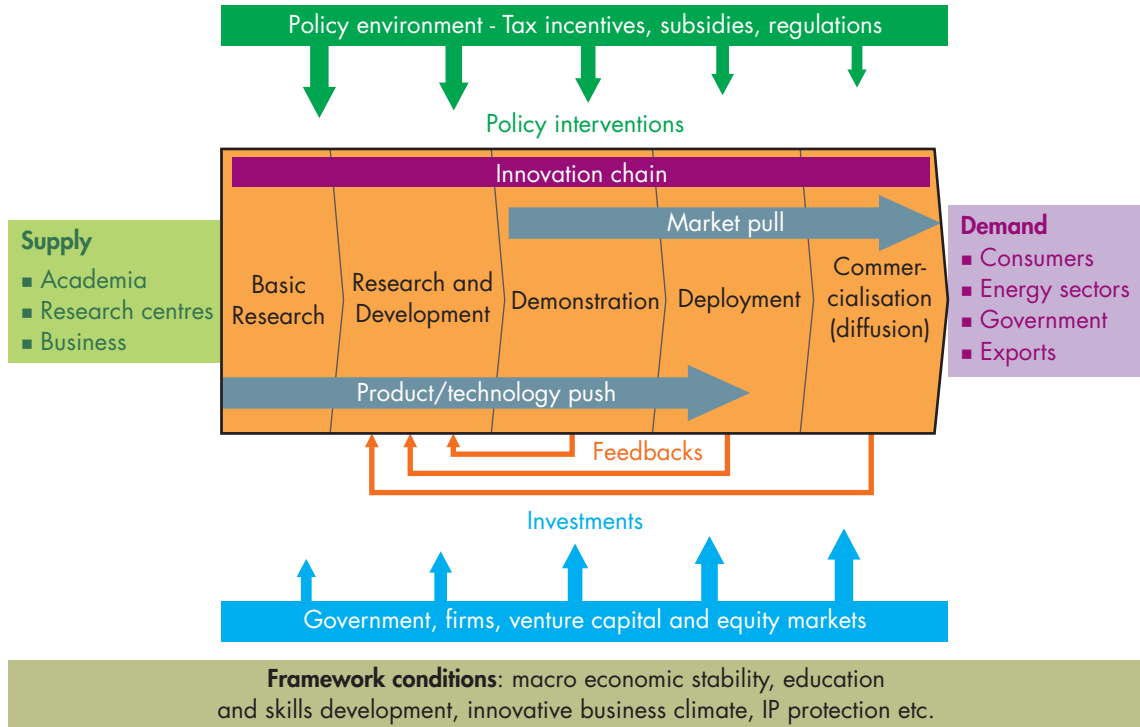 Policy environment - Tax incentives, subsidies, regulations
Policy interventions
Innovation chain
Market pull
Supply
■ Academia
■ Research centres
■ Business
Basic
Research
Research and
Development
Demonstration
Deployment
Commer-
cialisation
(diffusion)
Demand
■ Consumers
■ Energy sectors
■ Government
■ Exports
Product/technology push
Feedbacks
Investments
Government, firms, venture capital and equity markets
Framework conditions: macro economic stability, education
and skills development, innovative business climate, IP protection etc.